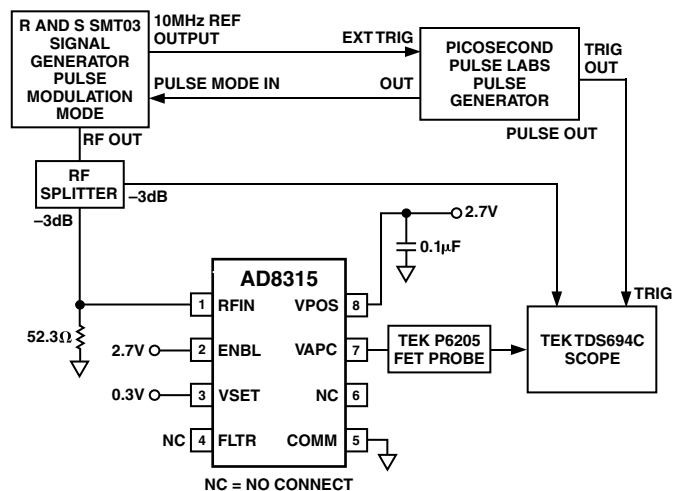 R AND S SMT03
SIGNAL
GENERATOR
PULSE
MODULATION
MODE
10MHz REF
OUTPUT
EXT TRIG
PICOSECOND
PULSE LABS
PULSE
GENERATOR
TRIG
OUT
PULSE MODE IN
OUT
PULSE OUT
RF OUT
RF
SPLITTER
–3dB
–3dB
2.7V
0.1μF
AD8315
1 RFIN
VPOS 8
52.3Ω
2.7V
2 ENBL
VAPC 7
TEK P6205
FET PROBE
TRIG
TEK TDS694C
SCOPE
0.3V
3 VSET
NC 6
NC
4 FLTR
COMM 5
NC = NO CONNECT